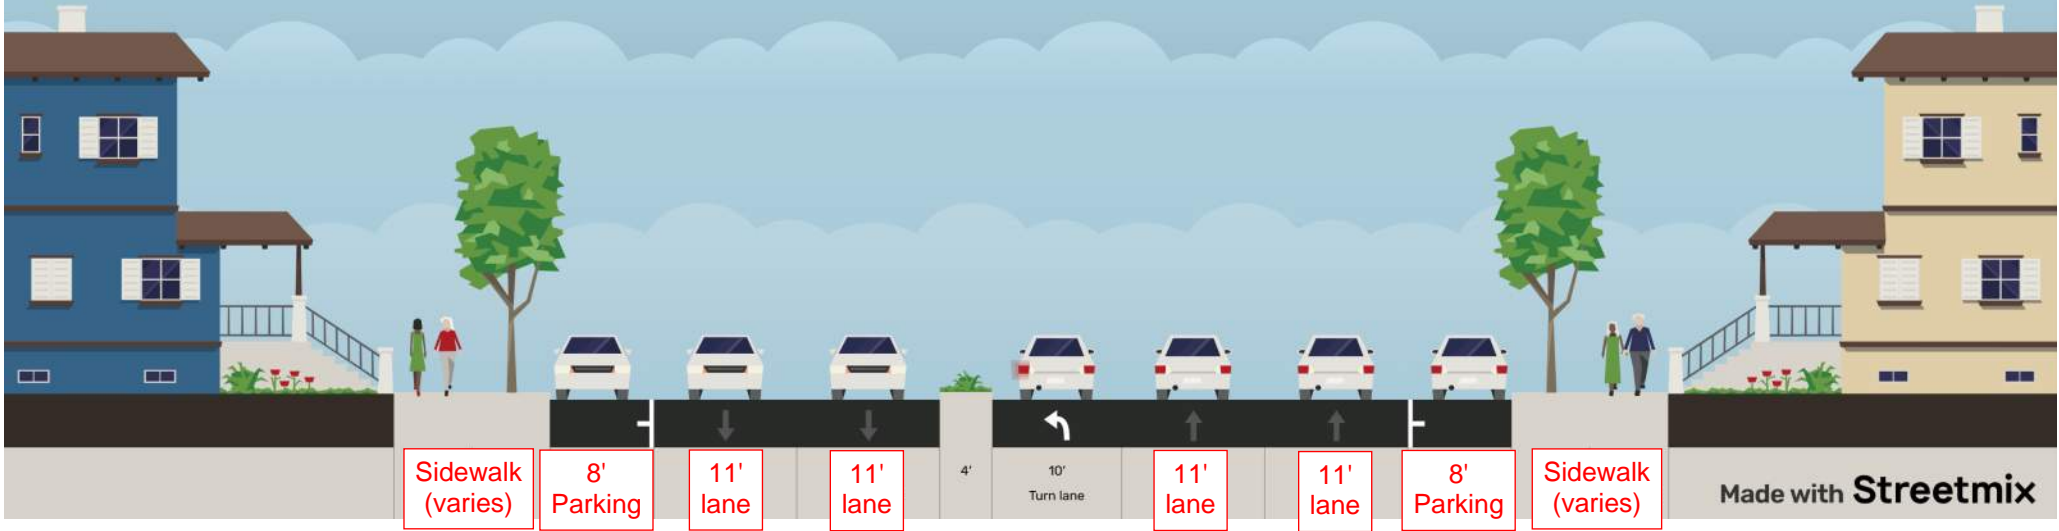 Sidewalk
(varies)
8'
Parking
11'
lane
11'
lane
4'
10'
Turn lane
11'
lane
11'
lane
8'
Parking
Sidewalk
(varies)
Made with Streetmix